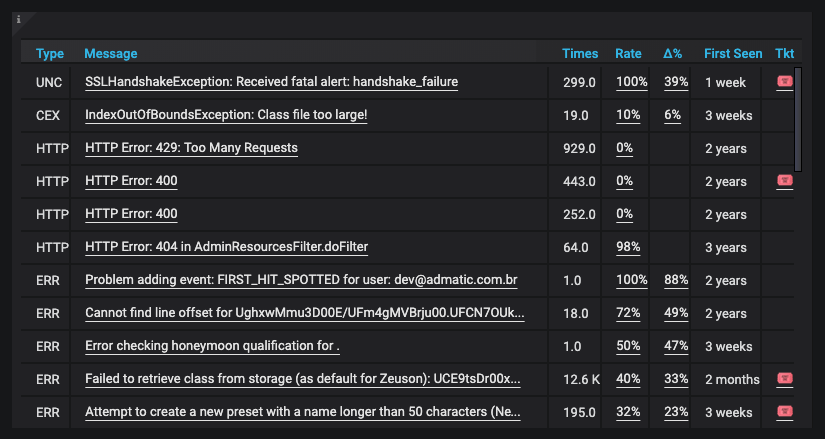 i
Type Message Times Rate Δ% First Seen Tkt
UNC SSLHandshakeException: Received fatal alert: handshake_failure 299.0 100% 39% 1 week
CEX IndexOutOfBoundsException: Class file too large! 19.0 10% 6% 3 weeks
HTTP HTTP Error: 429: Too Many Requests 929.0 0% 2 years
HTTP HTTP Error: 400 443.0 0% 2 years
HTTP HTTP Error: 400 252.0 0% 2 years
HTTP HTTP Error: 404 in AdminResourcesFilter.doFilter 64.0 98% 3 years
ERR Problem adding event: FIRST_HIT_SPOTTED for user: dev@admatic.com.br 1.0 100% 88% 2 years
ERR Cannot find line offset for UghxwMmu3D00E/UFm4gMVBrju00.UFCN7OUk... 18.0 72% 49% 2 years
ERR Error checking honeymoon qualification for . 1.0 50% 47% 3 weeks
ERR Failed to retrieve class from storage (as default for Zeuson): UCE9tsDr00x... 12.6 K 40% 33% 2 months
ERR Attempt to create a new preset with a name longer than 50 characters (Ne... 195.0 32% 23% 3 weeks